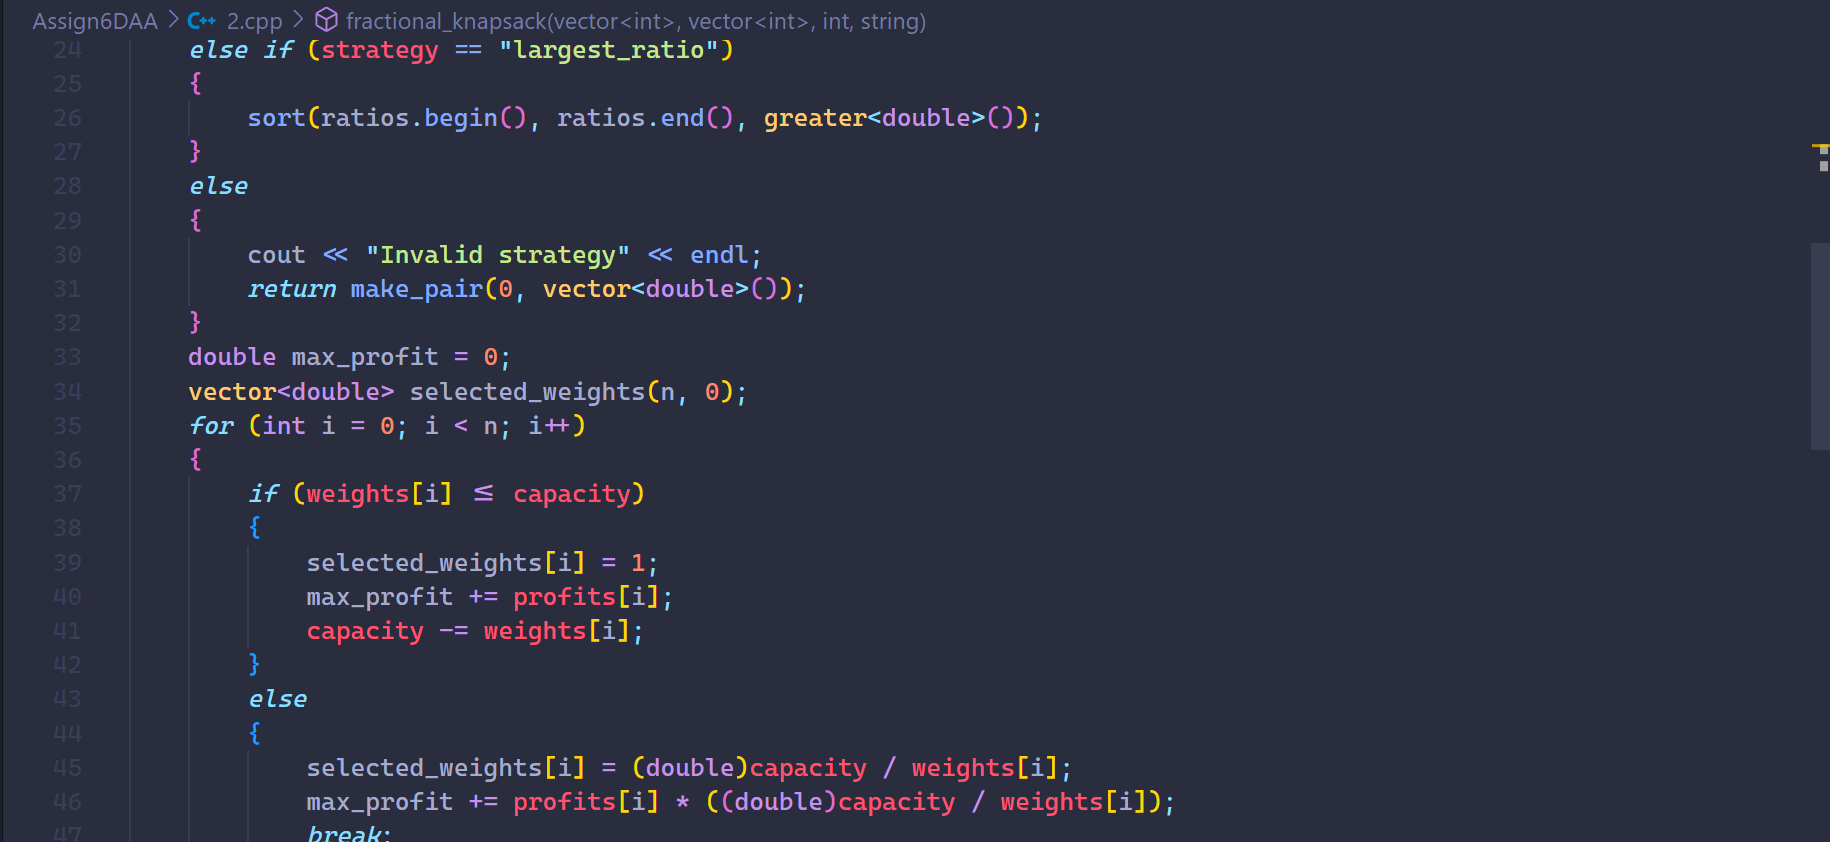 Assign6DAA > C++ 2.cpp > fractional_knapsack(vector<int>, vector<int>, int, string)
24 else if (strategy == "largest_ratio")
25 {
26 sort(ratios.begin(), ratios.end(), greater<double>());
27 }
28 else
29 {
30 cout << "Invalid strategy" << endl;
31 return make_pair(0, vector<double>());
32 }
33 double max_profit = 0;
34 vector<double> selected_weights(n, 0);
35 for (int i = 0; i < n; i++)
36 {
37 if (weights[i] <= capacity)
38 {
39 selected_weights[i] = 1;
40 max_profit += profits[i];
41 capacity -= weights[i];
42 }
43 else
44 {
45 selected_weights[i] = (double)capacity / weights[i];
46 max_profit += profits[i] * ((double)capacity / weights[i]);
47 break;